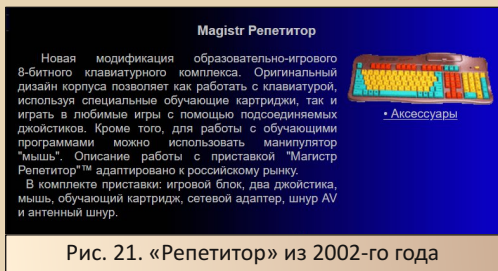 Magistr Репетитор
Новая модификация образовательно-игрового
8-битного клавиатурного комплекса. Оригинальный
дизайн корпуса позволяет как работать с клавиатурой,
используя специальные обучающие картриджи, так и
играть в любимые игры с помощью подсоединяемых
джойстиков. Кроме того, для работы с обучающими
программами можно использовать манипулятор
"мышь". Описание работы с приставкой "Магистр
Репетитор"™ адаптировано к российскому рынку.
В комплекте приставки: игровой блок, два джойстика,
мышь, обучающий картридж, сетевой адаптер, шнур AV
и антенный шнур.
• Аксессуары
Рис. 21. «Репетитор» из 2002-го года